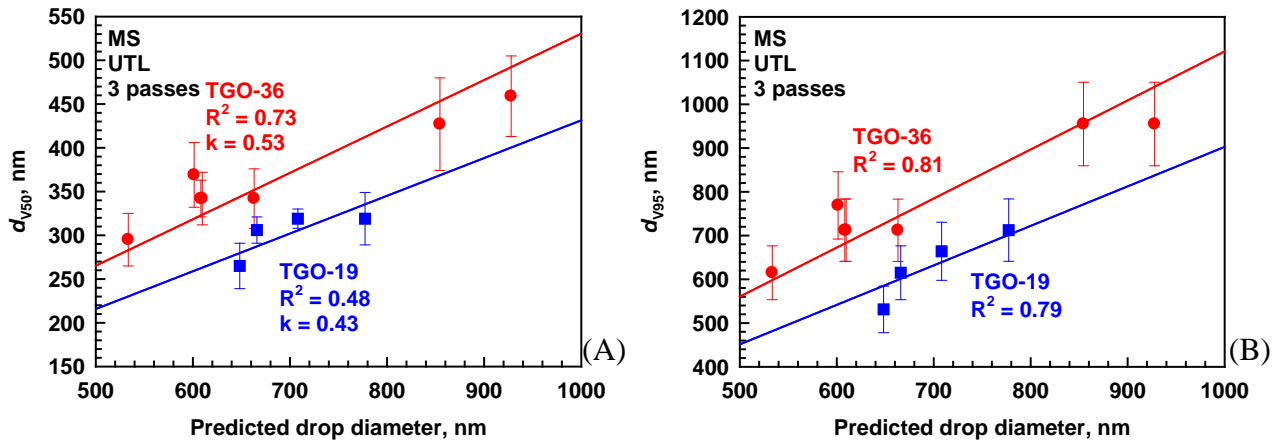 550
500
450
400
350
300
250
200
150
500 600 700 800 900 1000
d_V50, nm
Predicted drop diameter, nm
MS
UTL
3 passes
TGO-36
R² = 0.73
k = 0.53
TGO-19
R² = 0.48
k = 0.43
(A)
1200
1100
1000
900
800
700
600
500
400
500 600 700 800 900 1000
d_V95, nm
Predicted drop diameter, nm
MS
UTL
3 passes
TGO-36
R² = 0.81
TGO-19
R² = 0.79
(B)